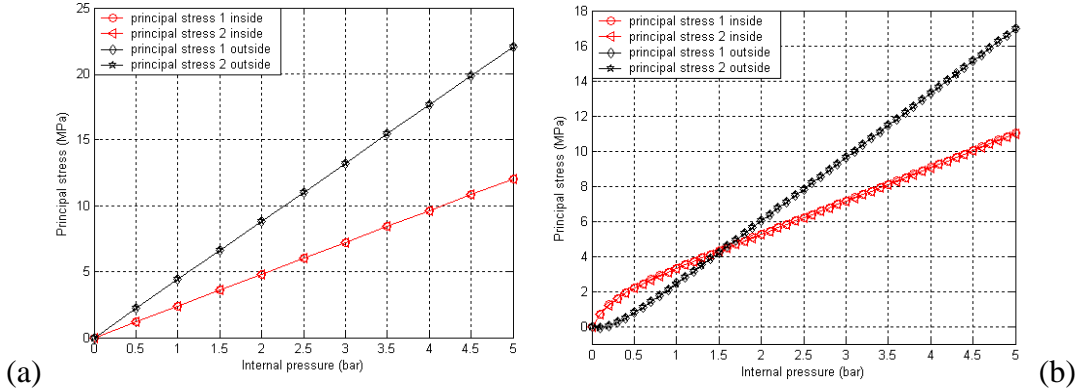 principal stress 1 inside
principal stress 2 inside
principal stress 1 outside
principal stress 2 outside
25
20
15
10
5
0
Principal stress (MPa)
0 0.5 1 1.5 2 2.5 3 3.5 4 4.5 5
Internal pressure (bar)
(a)
principal stress 1 inside
principal stress 2 inside
principal stress 1 outside
principal stress 2 outside
18
16
14
12
10
8
6
4
2
0
Principal stress (MPa)
0 0.5 1 1.5 2 2.5 3 3.5 4 4.5 5
Internal pressure (bar)
(b)